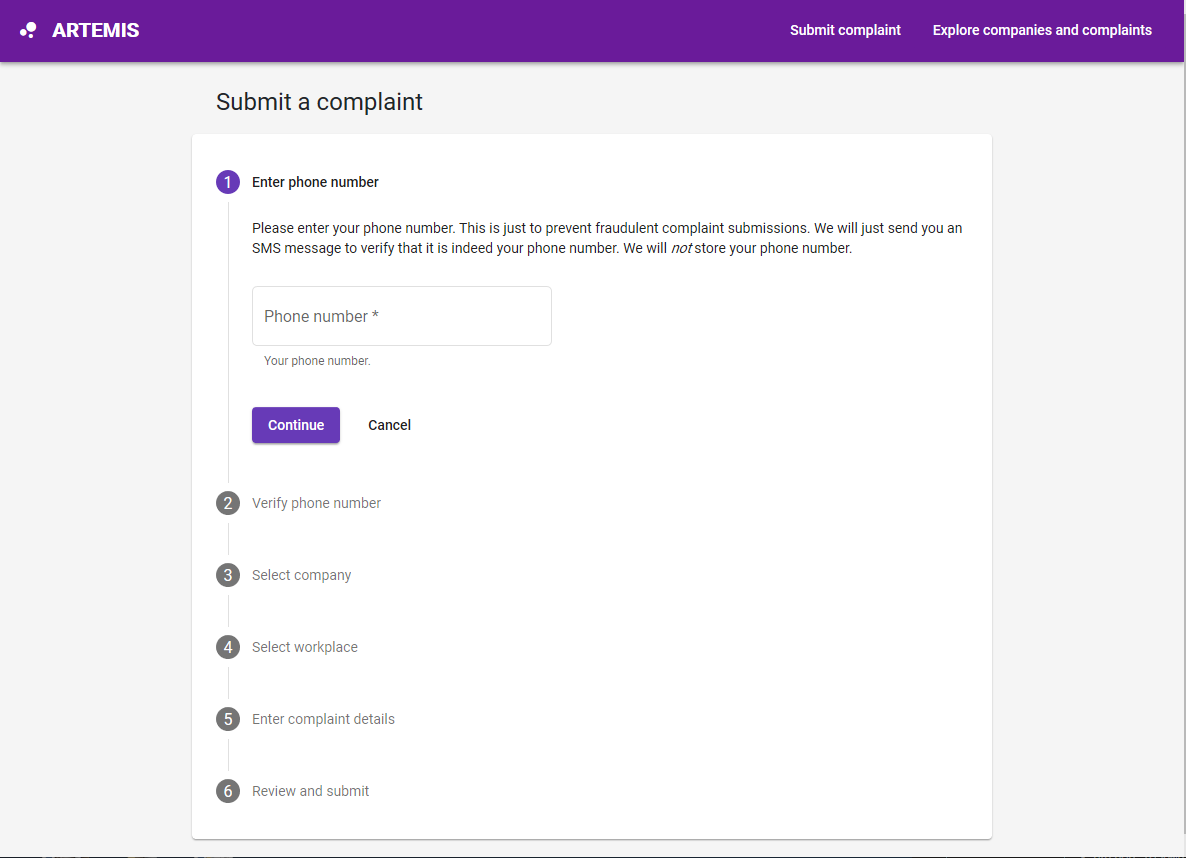 ARTEMIS
Submit complaint
Explore companies and complaints
Submit a complaint
1 Enter phone number
Please enter your phone number. This is just to prevent fraudulent complaint submissions. We will just send you an
SMS message to verify that it is indeed your phone number. We will not store your phone number.
Phone number *
Your phone number.
Continue
Cancel
2 Verify phone number
3 Select company
4 Select workplace
5 Enter complaint details
6 Review and submit